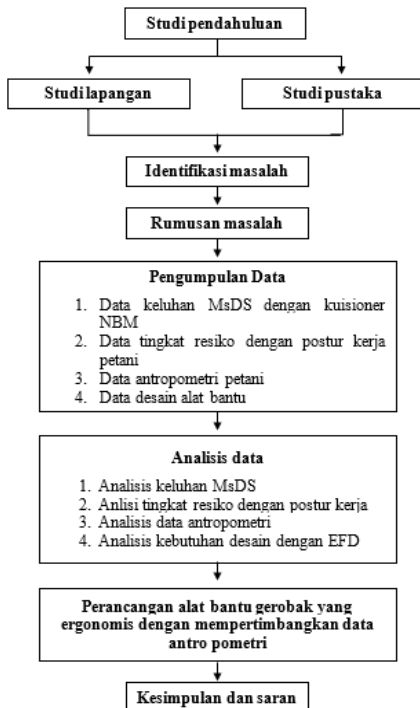 Studi pendahuluan
Studi lapangan
Studi pustaka
Identifikasi masalah
Rumusan masalah
Pengumpulan Data
1. Data keluhan MsDS dengan kuisioner
NBM
2. Data tingkat resiko dengan postur kerja
petani
3. Data antropometri petani
4. Data desain alat bantu
Analisis data
1. Analisis keluhan MsDS
2. Anlisi tingkat resiko dengan postur kerja
3. Analisis data antropometri
4. Analisis kebutuhan desain dengan EFD
Perancangan alat bantu gerobak yang
ergonomis dengan mempertimbangkan data
antro pometri
Kesimpulan dan saran